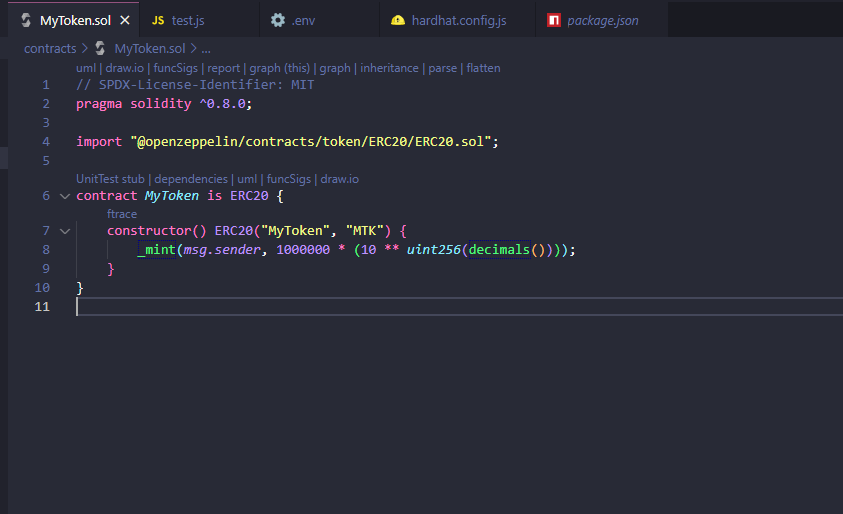 MyToken.sol JS test.js .env hardhat.config.js package.json
contracts > MyToken.sol > ...
uml | draw.io | funcSigs | report | graph (this) | graph | inheritance | parse | flatten
1 // SPDX-License-Identifier: MIT
2 pragma solidity ^0.8.0;
3
4 import "@openzeppelin/contracts/token/ERC20/ERC20.sol";
5
UnitTest stub | dependencies | uml | funcSigs | draw.io
6 contract MyToken is ERC20 {
ftrace
7 constructor() ERC20("MyToken", "MTK") {
8 _mint(msg.sender, 1000000 * (10 ** uint256(decimals())));
9 }
10 }
11